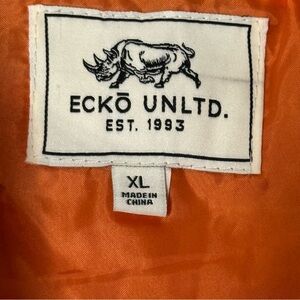 ECKŌ UNLTD.
EST. 1993
XL
MADE IN
CHINA